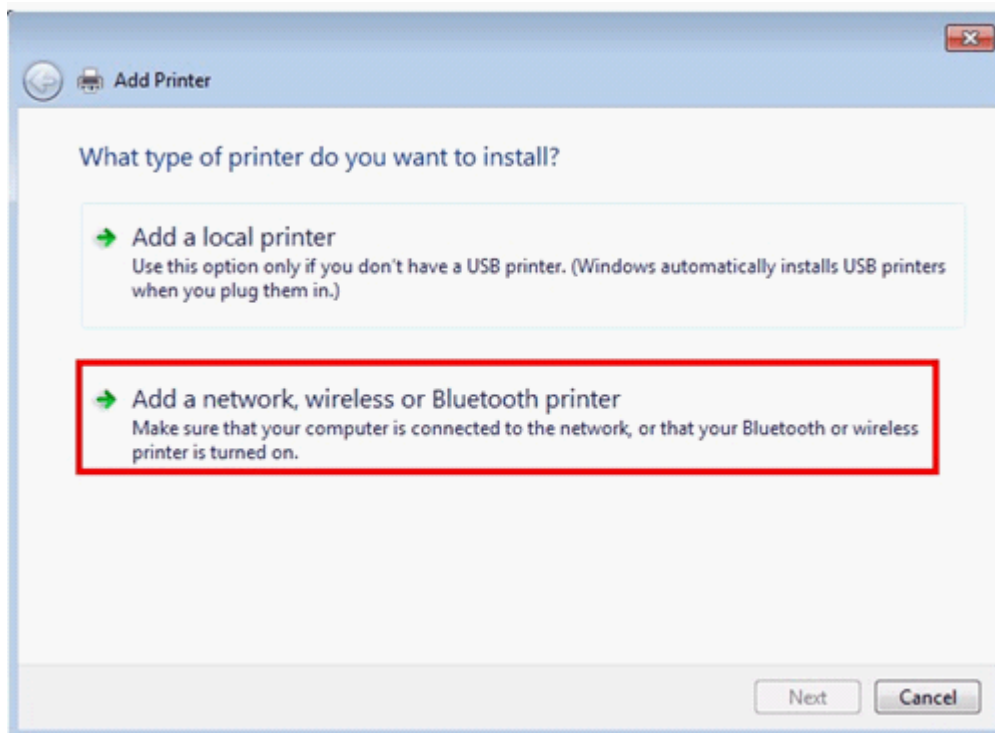 Add Printer
What type of printer do you want to install?
Add a local printer
Use this option only if you don't have a USB printer. (Windows automatically installs USB printers
when you plug them in.)
Add a network, wireless or Bluetooth printer
Make sure that your computer is connected to the network, or that your Bluetooth or wireless
printer is turned on.
Next
Cancel